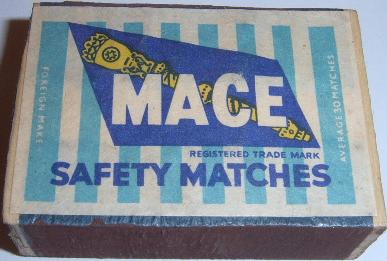 FOREIGN MAKE
MACE
REGISTERED TRADE MARK
SAFETY MATCHES
AVERAGE 30 MATCHES